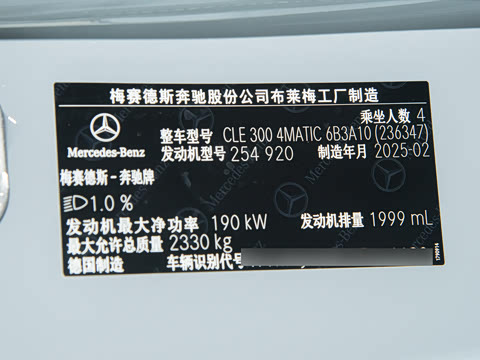 梅赛德斯奔驰股份公司布莱梅工厂制造
乘坐人数 4
整车型号 CLE 300 4MATIC 6B3A10 (236347)
Mercedes-Benz 发动机型号 254 920 制造年月 2025-02
梅赛德斯-奔驰牌
1.0 %
发动机最大净功率 190 kW 发动机排量 1999 mL
最大允许总质量 2330 kg
德国制造 车辆识别代号